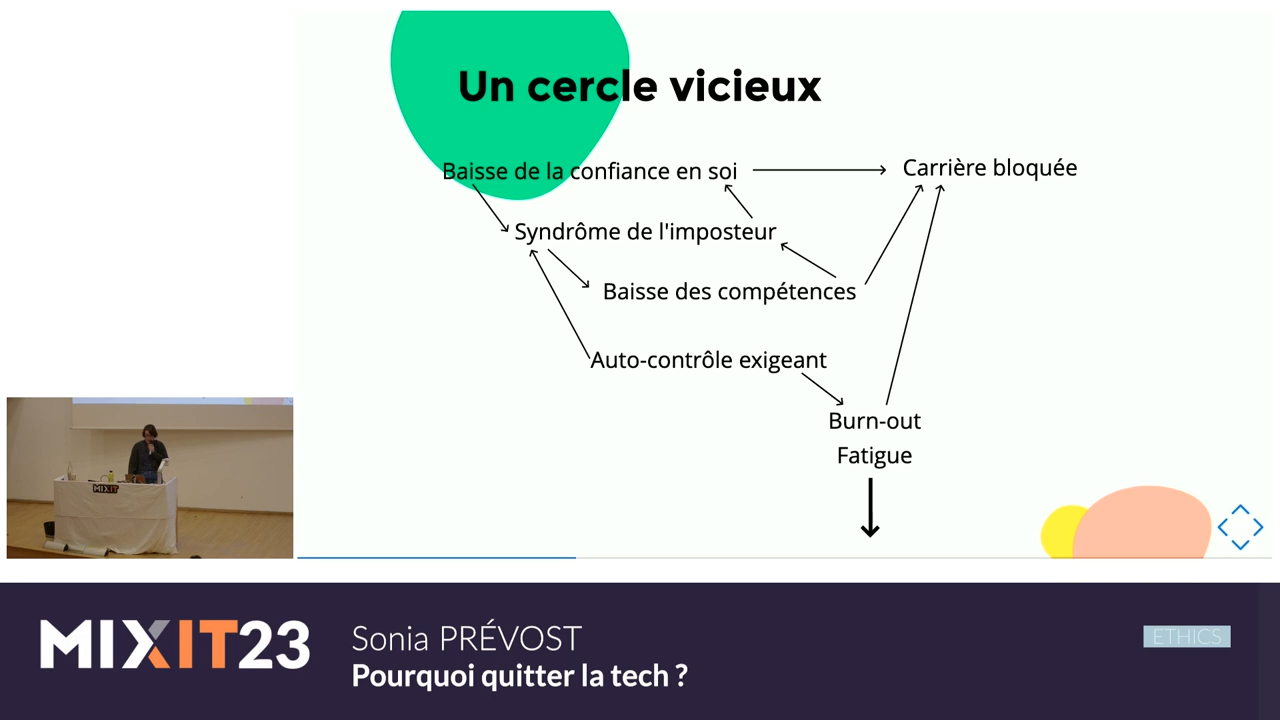 Un cercle vicieux
Baisse de la confiance en soi
Carrière bloquée
Syndrôme de l'imposteur
Baisse des compétences
Auto-contrôle exigeant
Burn-out
Fatigue
MIXIT
MIXIT23
Sonia PRÉVOST
ETHICS
Pourquoi quitter la tech ?